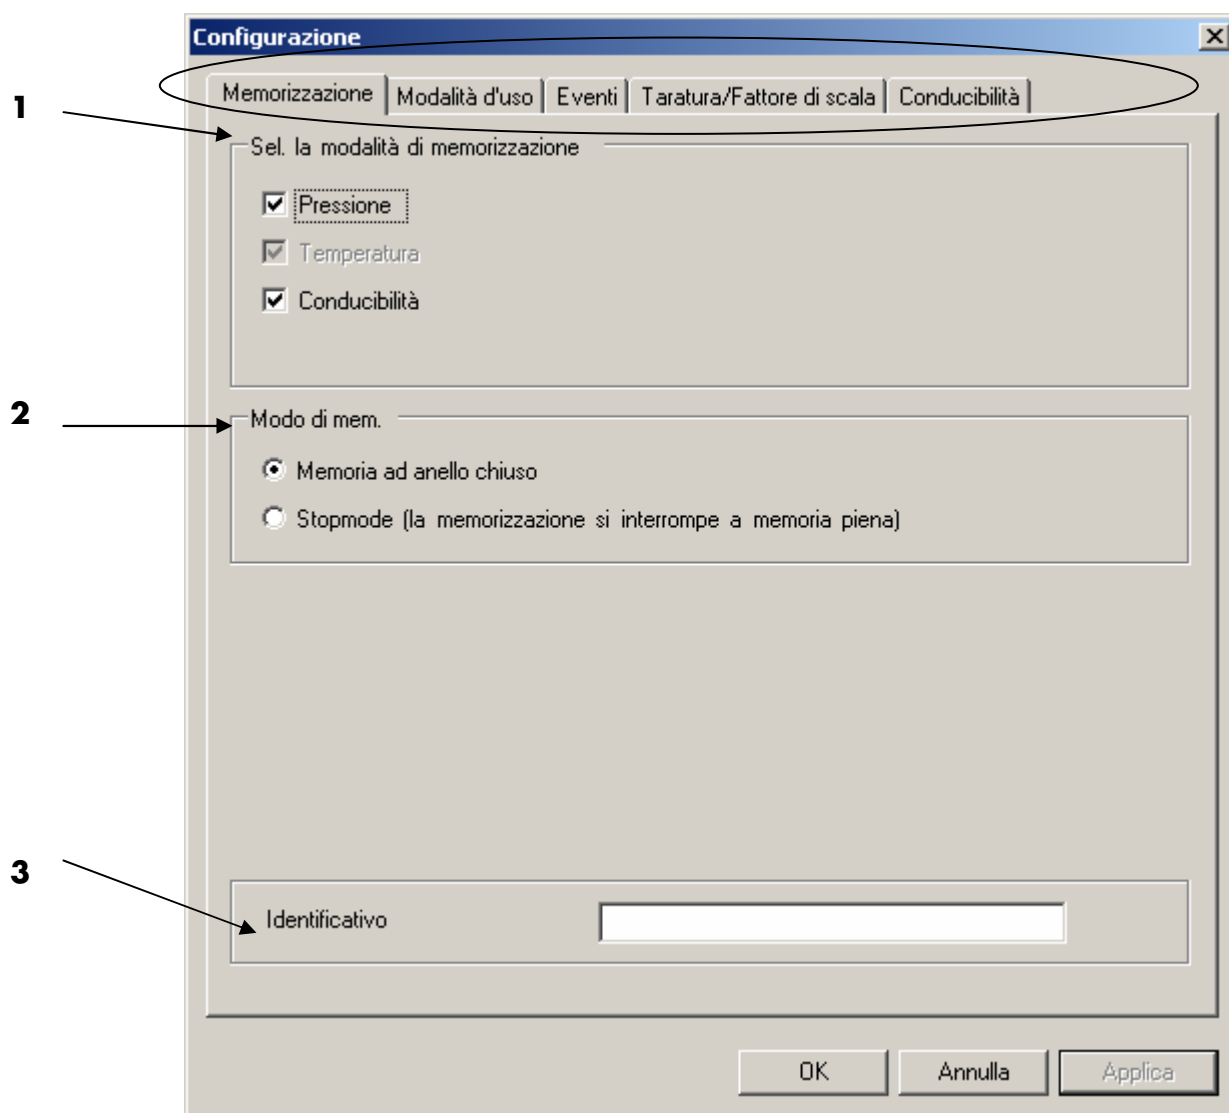 Configurazione
Memorizzazione Modalità d'uso Eventi Taratura/Fattore di scala Conducibilità
1
Sel. la modalità di memorizzazione
Pressione
Temperatura
Conducibilità
2
Modo di mem.
Memoria ad anello chiuso
Stopmode (la memorizzazione si interrompe a memoria piena)
3
Identificativo
OK Annulla Applica